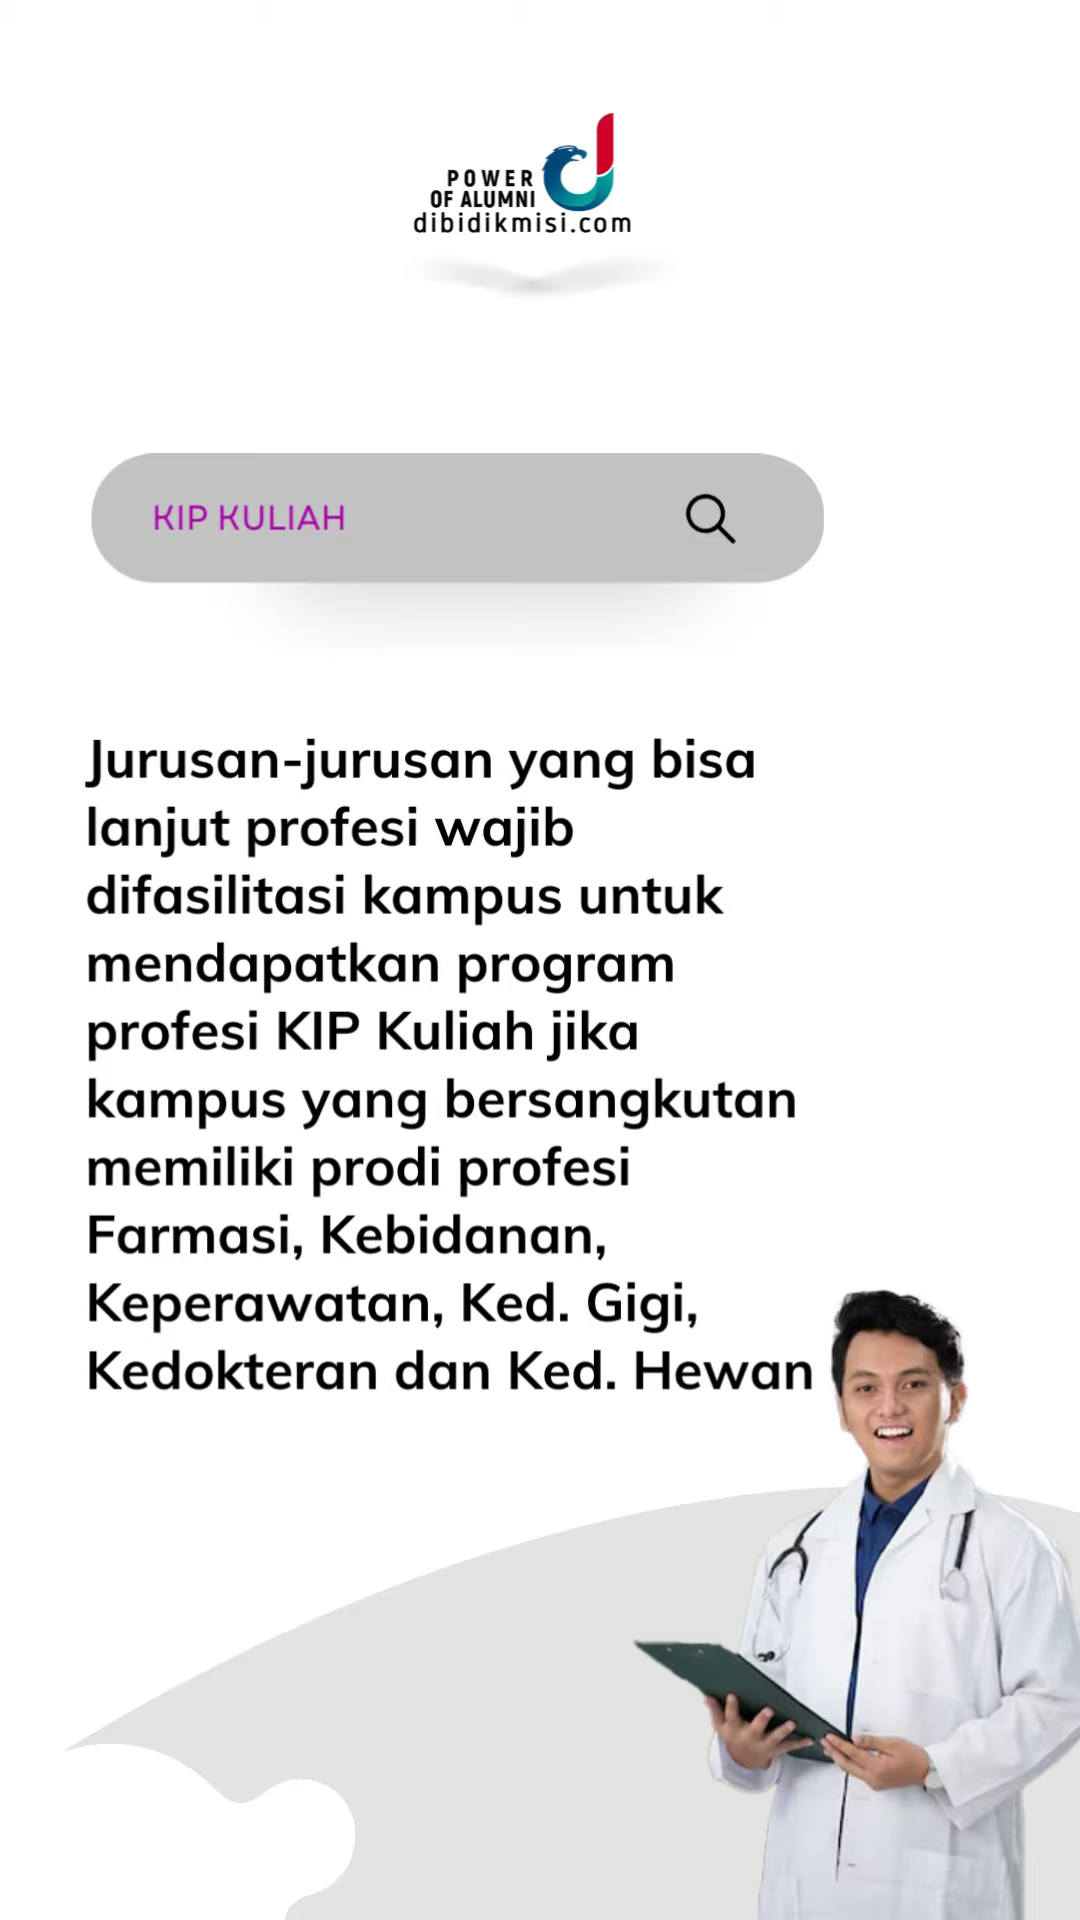 POWER
OF ALUMNI
dibidikmisi.com
KIP KULIAH
Jurusan-jurusan yang bisa
lanjut profesi wajib
difasilitasi kampus untuk
mendapatkan program
profesi KIP Kuliah jika
kampus yang bersangkutan
memiliki prodi profesi
Farmasi, Kebidanan,
Keperawatan, Ked. Gigi,
Kedokteran dan Ked. Hewan